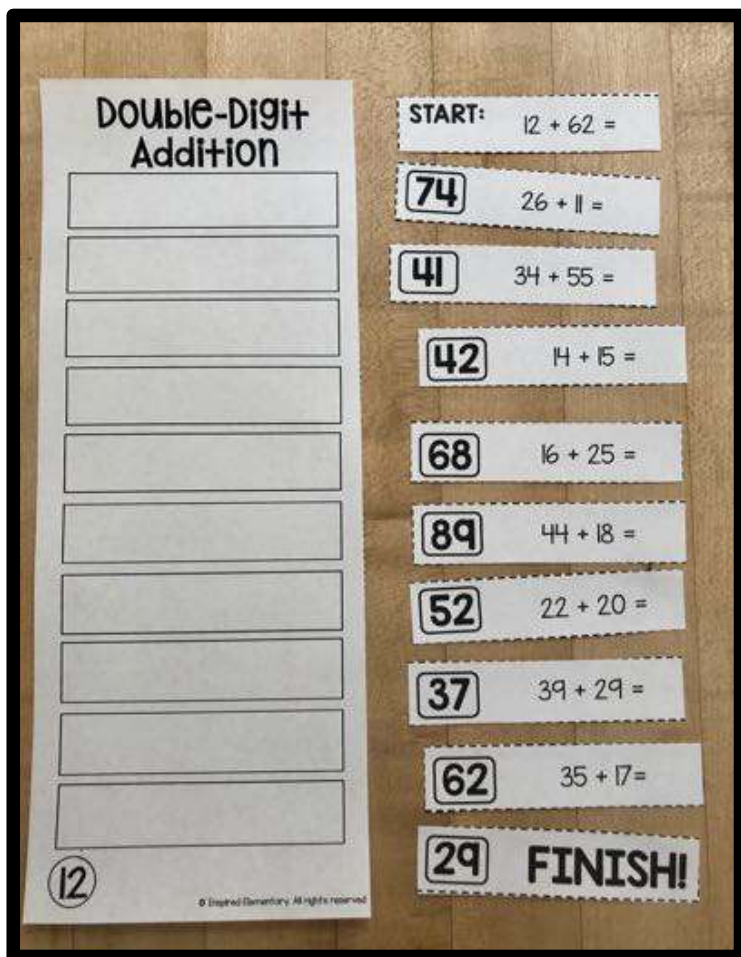 Double-Digit
Addition
12
© Inspired Elementary. All rights reserved
START: 12 + 62 =
74 26 + 11 =
41 34 + 55 =
42 14 + 15 =
68 16 + 25 =
89 44 + 18 =
52 22 + 20 =
37 39 + 29 =
62 35 + 17=
29 FINISH!